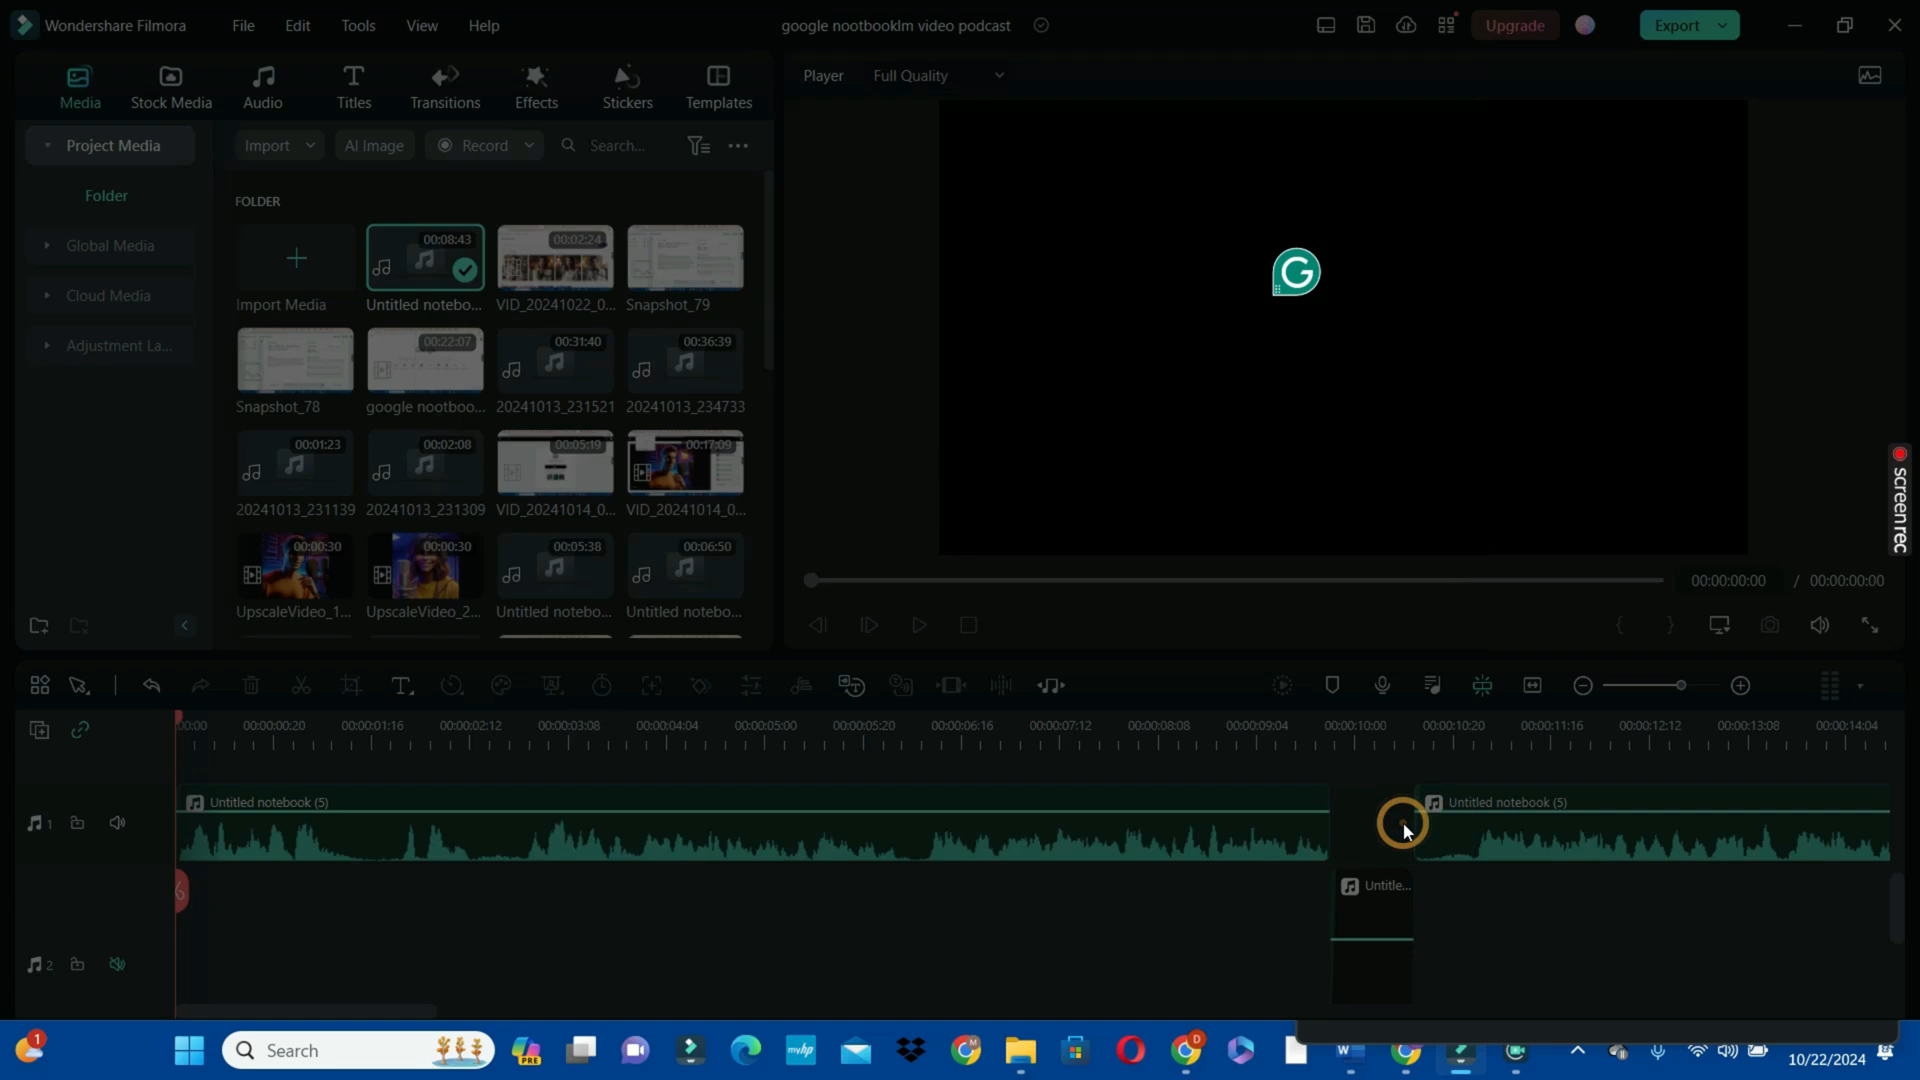 Wondershare Filmora File Edit Tools View Help google nootbooklm video podcast Upgrade Export
Media Stock Media Audio Titles Transitions Effects Stickers Templates
Player Full Quality
Project Media Import AI Image Record Search...
Folder
Global Media
Cloud Media
Adjustment La...
FOLDER
00:08:43 00:02:24
Import Media Untitled notebo... VID_20241022_0... Snapshot_79
00:22:07 00:31:40 00:36:39
Snapshot_78 google nootboo... 20241013_231521 20241013_234733
00:01:23 00:02:08 00:05:19 00:17:09
20241013_231139 20241013_231309 VID_20241014_0... VID_20241014_0...
00:00:30 00:00:30 00:05:38 00:06:50
UpscaleVideo_1... UpscaleVideo_2... Untitled notebo... Untitled notebo...
G
screenrec
00:00:00:00 / 00:00:00:00
00:00 00:00:00:20 00:00:01:16 00:00:02:12 00:00:03:08 00:00:04:04 00:00:05:00 00:00:05:20 00:00:06:16 00:00:07:12 00:00:08:08 00:00:09:04 00:00:10:00 00:00:10:20 00:00:11:16 00:00:12:12 00:00:13:08 00:00:14:04
Untitled notebook (5) Untitled notebook (5)
1
Untitle...
2
1 Search PRE myhp M D W 10/22/2024